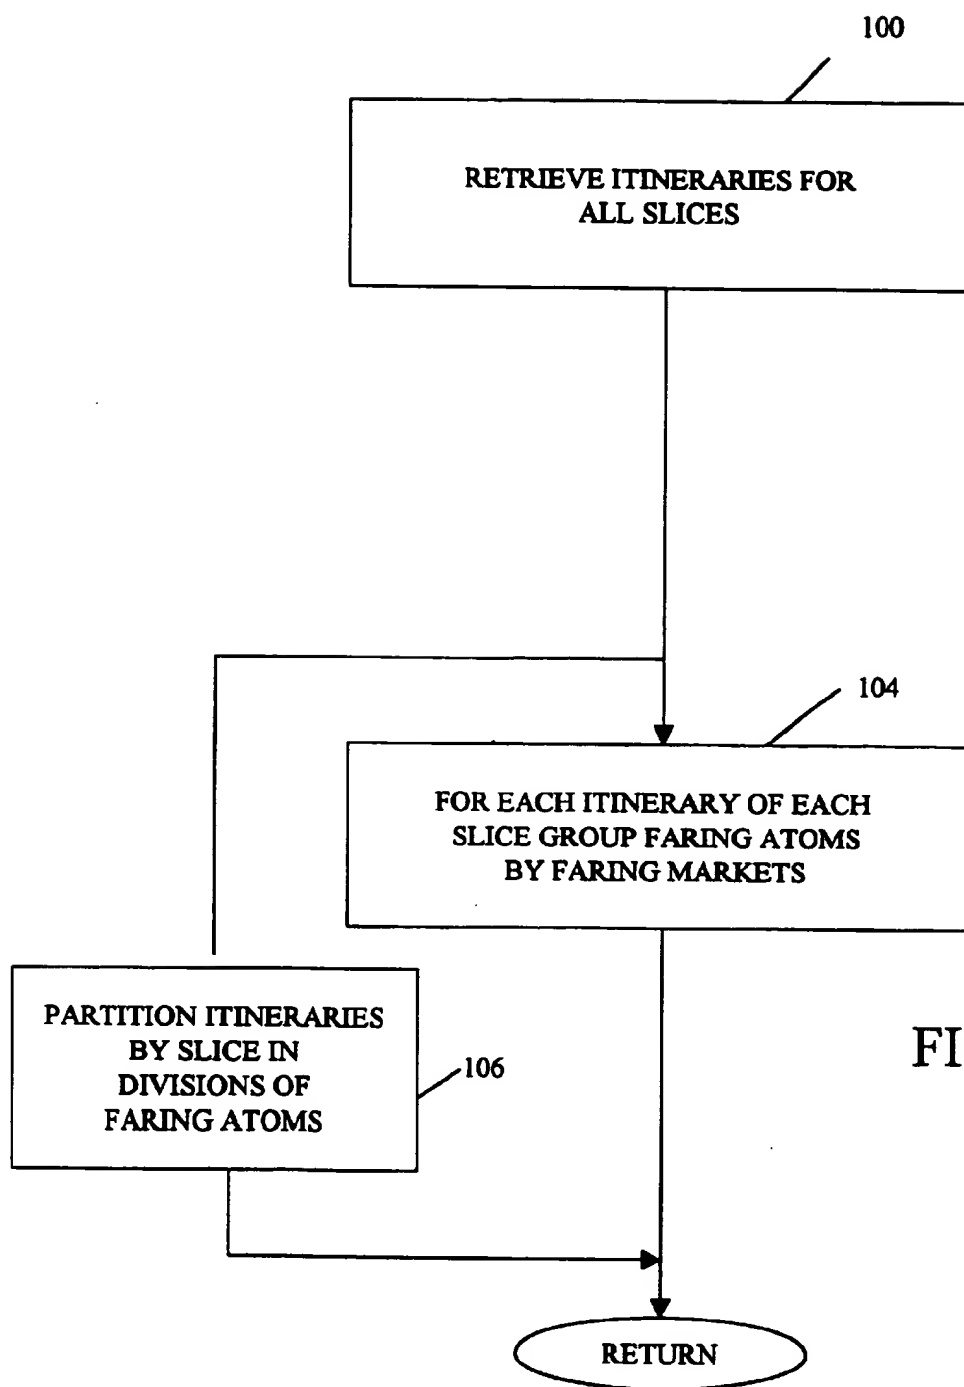 100
RETRIEVE ITINERARIES FOR
ALL SLICES
104
FOR EACH ITINERARY OF EACH
SLICE GROUP FARING ATOMS
BY FARING MARKETS
PARTITION ITINERARIES
BY SLICE IN
DIVISIONS OF
FARING ATOMS
106
FI
RETURN